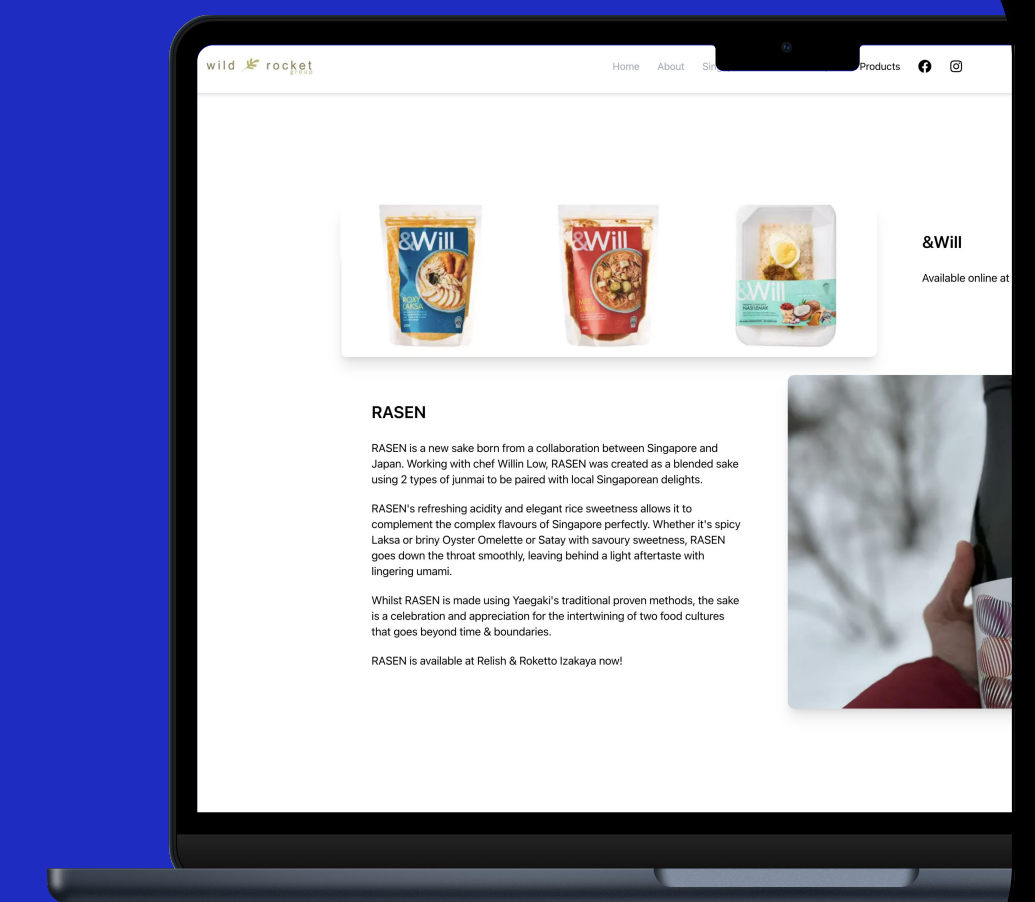 wild rocket
group
Home About Products
&Will
ROXY
LAKSA
&Will
MEE
&Will
NASI LEMAK
&Will
Available online at
RASEN
RASEN is a new sake born from a collaboration between Singapore and
Japan. Working with chef Willin Low, RASEN was created as a blended sake
using 2 types of junmai to be paired with local Singaporean delights.
RASEN's refreshing acidity and elegant rice sweetness allows it to
complement the complex flavours of Singapore perfectly. Whether it's spicy
Laksa or briny Oyster Omelette or Satay with savoury sweetness, RASEN
goes down the throat smoothly, leaving behind a light aftertaste with
lingering umami.
Whilst RASEN is made using Yaegaki's traditional proven methods, the sake
is a celebration and appreciation for the intertwining of two food cultures
that goes beyond time & boundaries.
RASEN is available at Relish & Roketto Izakaya now!